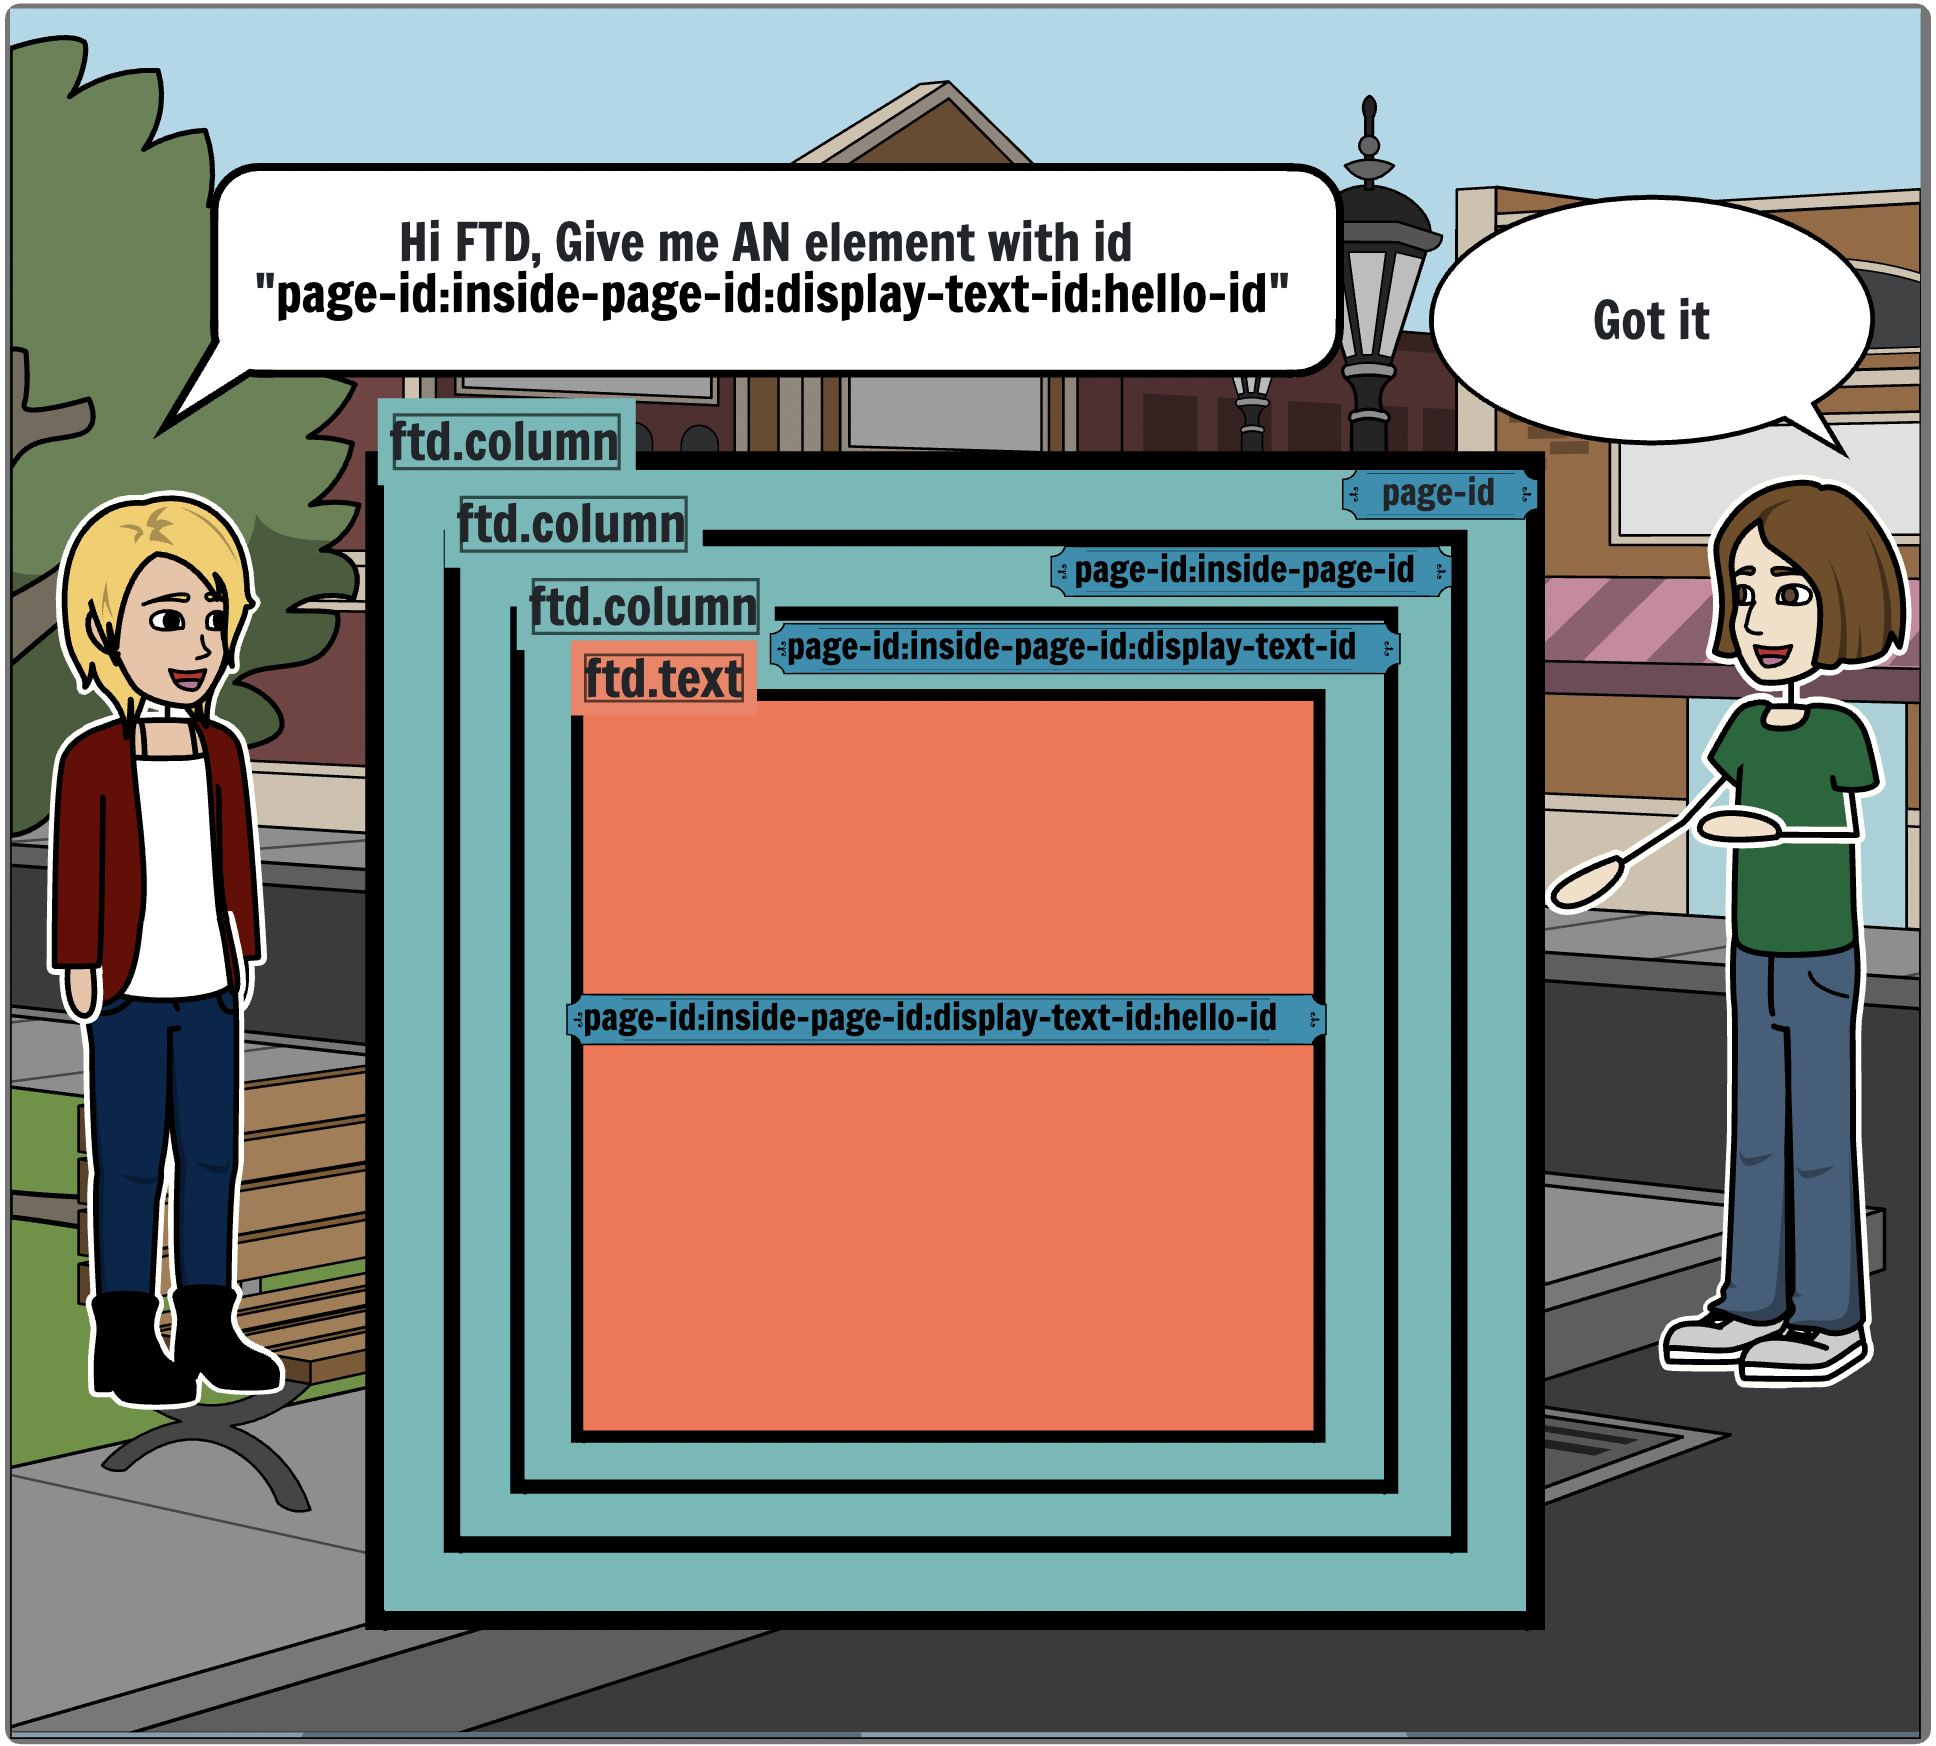 Hi FTD, Give me AN element with id
"page-id:inside-page-id:display-text-id:hello-id"
Got it
ftd.column
page-id
ftd.column
page-id:inside-page-id
ftd.column
page-id:inside-page-id:display-text-id
ftd.text
page-id:inside-page-id:display-text-id:hello-id